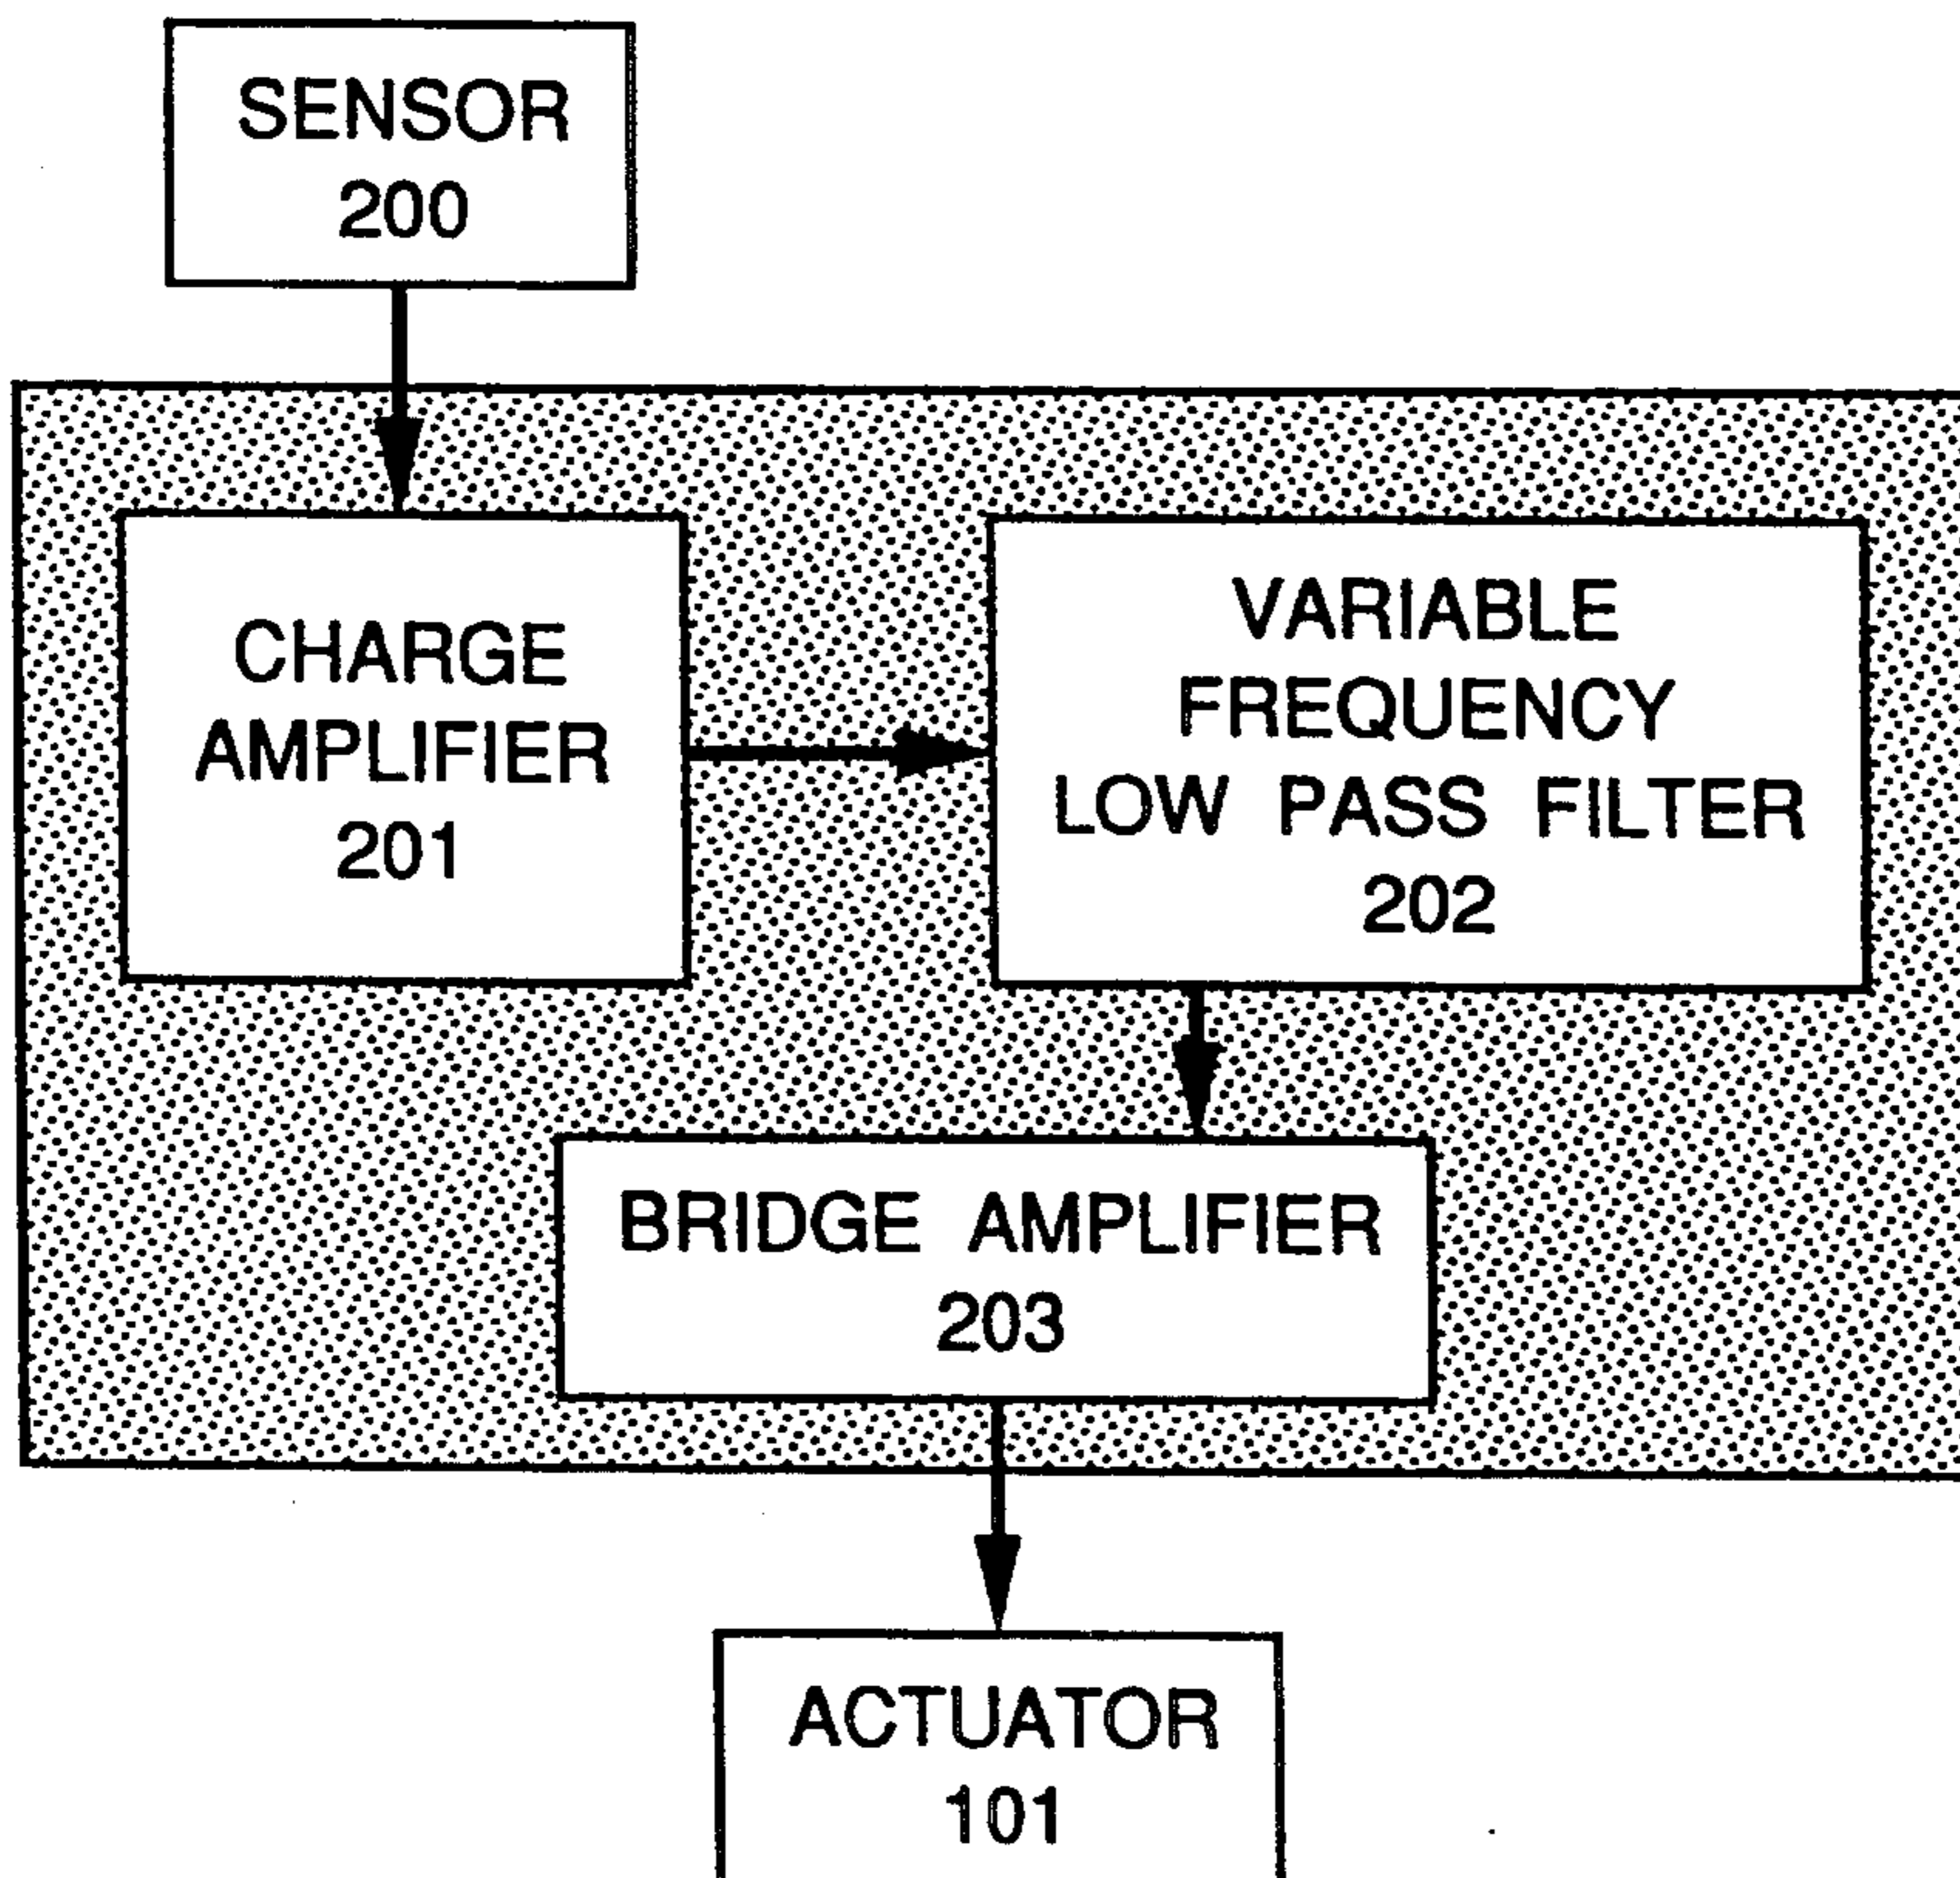 SENSOR
200
CHARGE
AMPLIFIER
201
VARIABLE
FREQUENCY
LOW PASS FILTER
202
BRIDGE AMPLIFIER
203
ACTUATOR
101